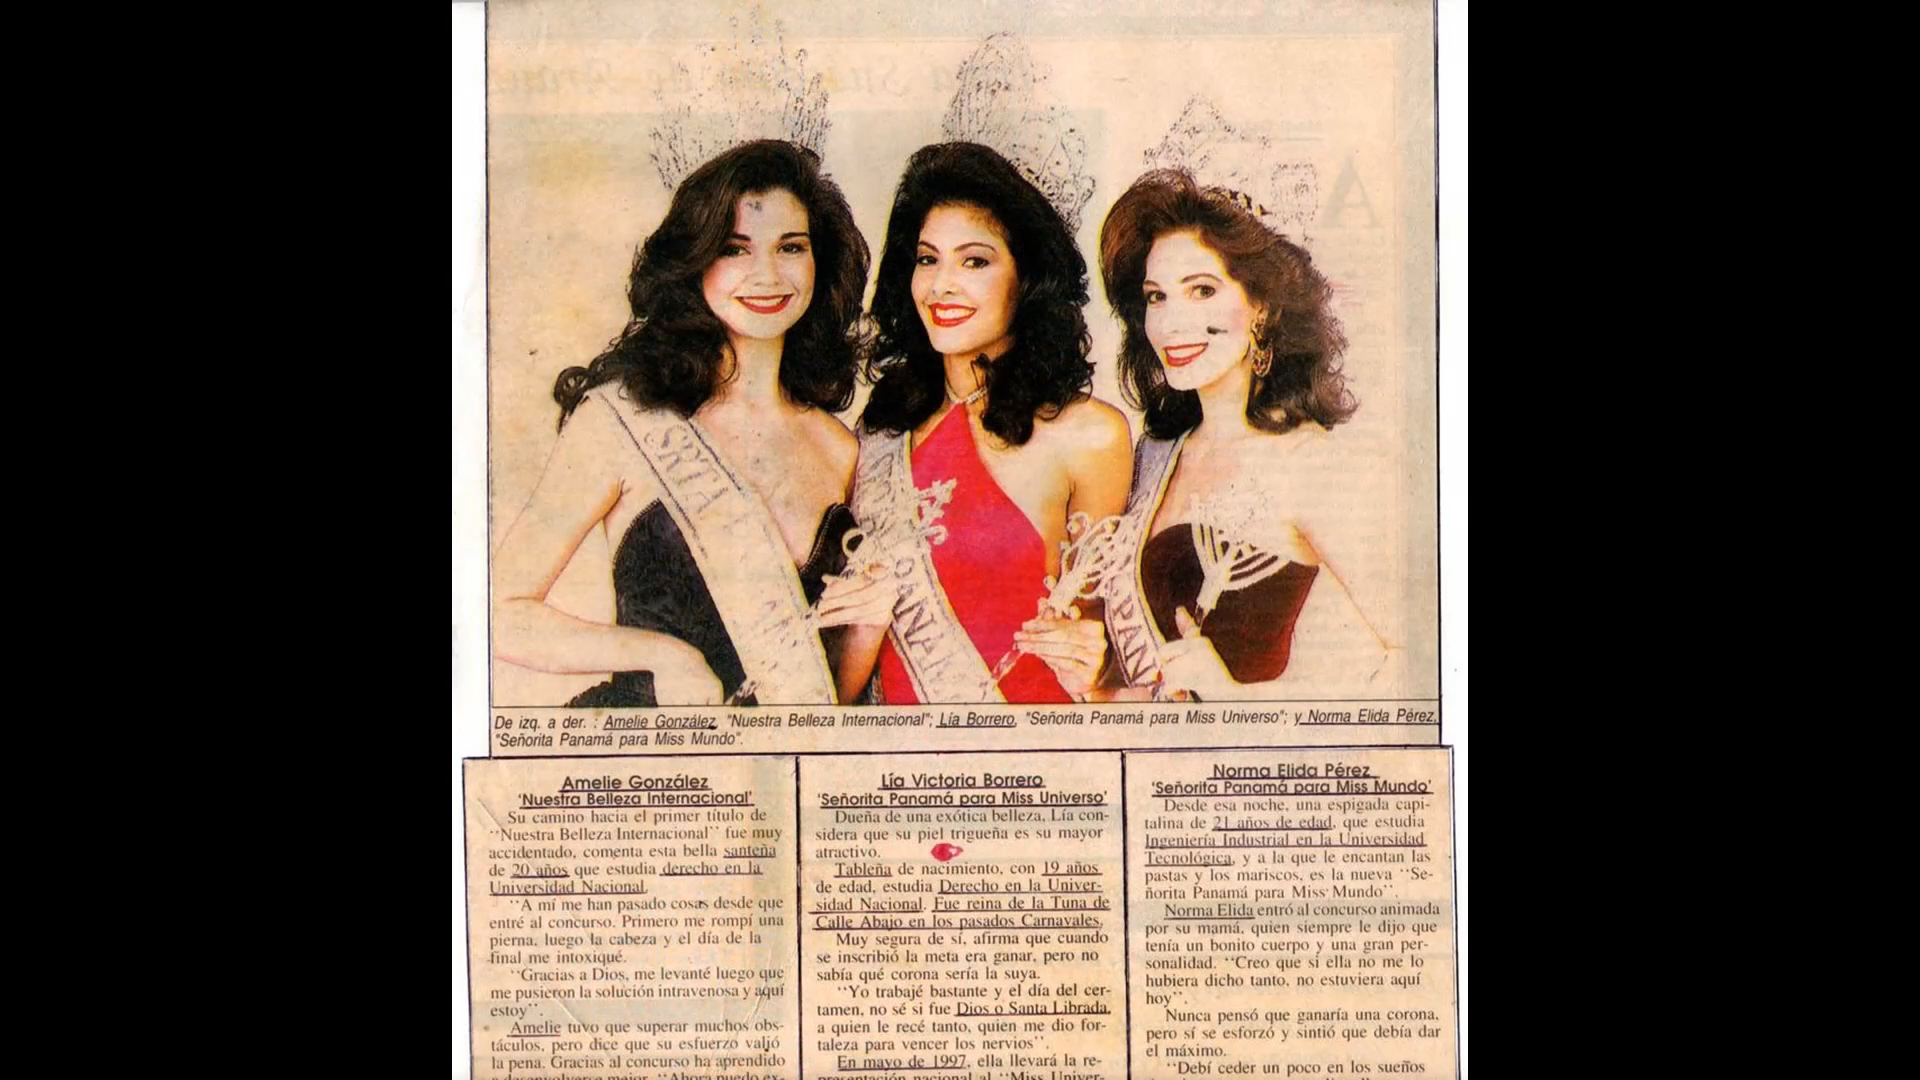 SRTA
PANAMÁ
PAN
De izq. a der. : Amelie González, "Nuestra Belleza Internacional"; Lía Borrero, "Señorita Panamá para Miss Universo"; y Norma Elida Pérez,
"Señorita Panamá para Miss Mundo".
Amelie González
'Nuestra Belleza Internacional'
Su camino hacia el primer título de
"Nuestra Belleza Internacional" fue muy
accidentado, comenta esta bella santeña
de 20 años que estudia derecho en la
Universidad Nacional.
"A mí me han pasado cosas desde que
entré al concurso. Primero me rompí una
pierna, luego la cabeza y el día de la
final me intoxiqué.
"Gracias a Dios, me levanté luego que
me pusieron la solución intravenosa y aquí
estoy".
Amelie tuvo que superar muchos obs-
táculos, pero dice que su esfuerzo valió
la pena. Gracias al concurso ha aprendido
a desenvolverse mejor. "Ahora puedo ex-
Lía Victoria Borrero
'Señorita Panamá para Miss Universo'
Dueña de una exótica belleza, Lía con-
sidera que su piel trigueña es su mayor
atractivo.
Tableña de nacimiento, con 19 años
de edad, estudia Derecho en la Univer-
sidad Nacional. Fue reina de la Tuna de
Calle Abajo en los pasados Carnavales.
Muy segura de sí, afirma que cuando
se inscribió la meta era ganar, pero no
sabía qué corona sería la suya.
"Yo trabajé bastante y el día del cer-
tamen, no sé si fue Dios o Santa Librada,
a quien le recé tanto, quien me dio for-
taleza para vencer los nervios".
En mayo de 1997, ella llevará la re-
presentación nacional al "Miss Univer-
Norma Elida Pérez
'Señorita Panamá para Miss Mundo'
Desde esa noche, una espigada capi-
talina de 21 años de edad, que estudia
Ingeniería Industrial en la Universidad
Tecnológica, y a la que le encantan las
pastas y los mariscos, es la nueva "Se-
ñorita Panamá para Miss Mundo".
Norma Elida entró al concurso animada
por su mamá, quien siempre le dijo que
tenía un bonito cuerpo y una gran per-
sonalidad. "Creo que si ella no me lo
hubiera dicho tanto, no estuviera aquí
hoy".
Nunca pensó que ganaría una corona,
pero sí se esforzó y sintió que debía dar
el máximo.
"Debí ceder un poco en los sueños